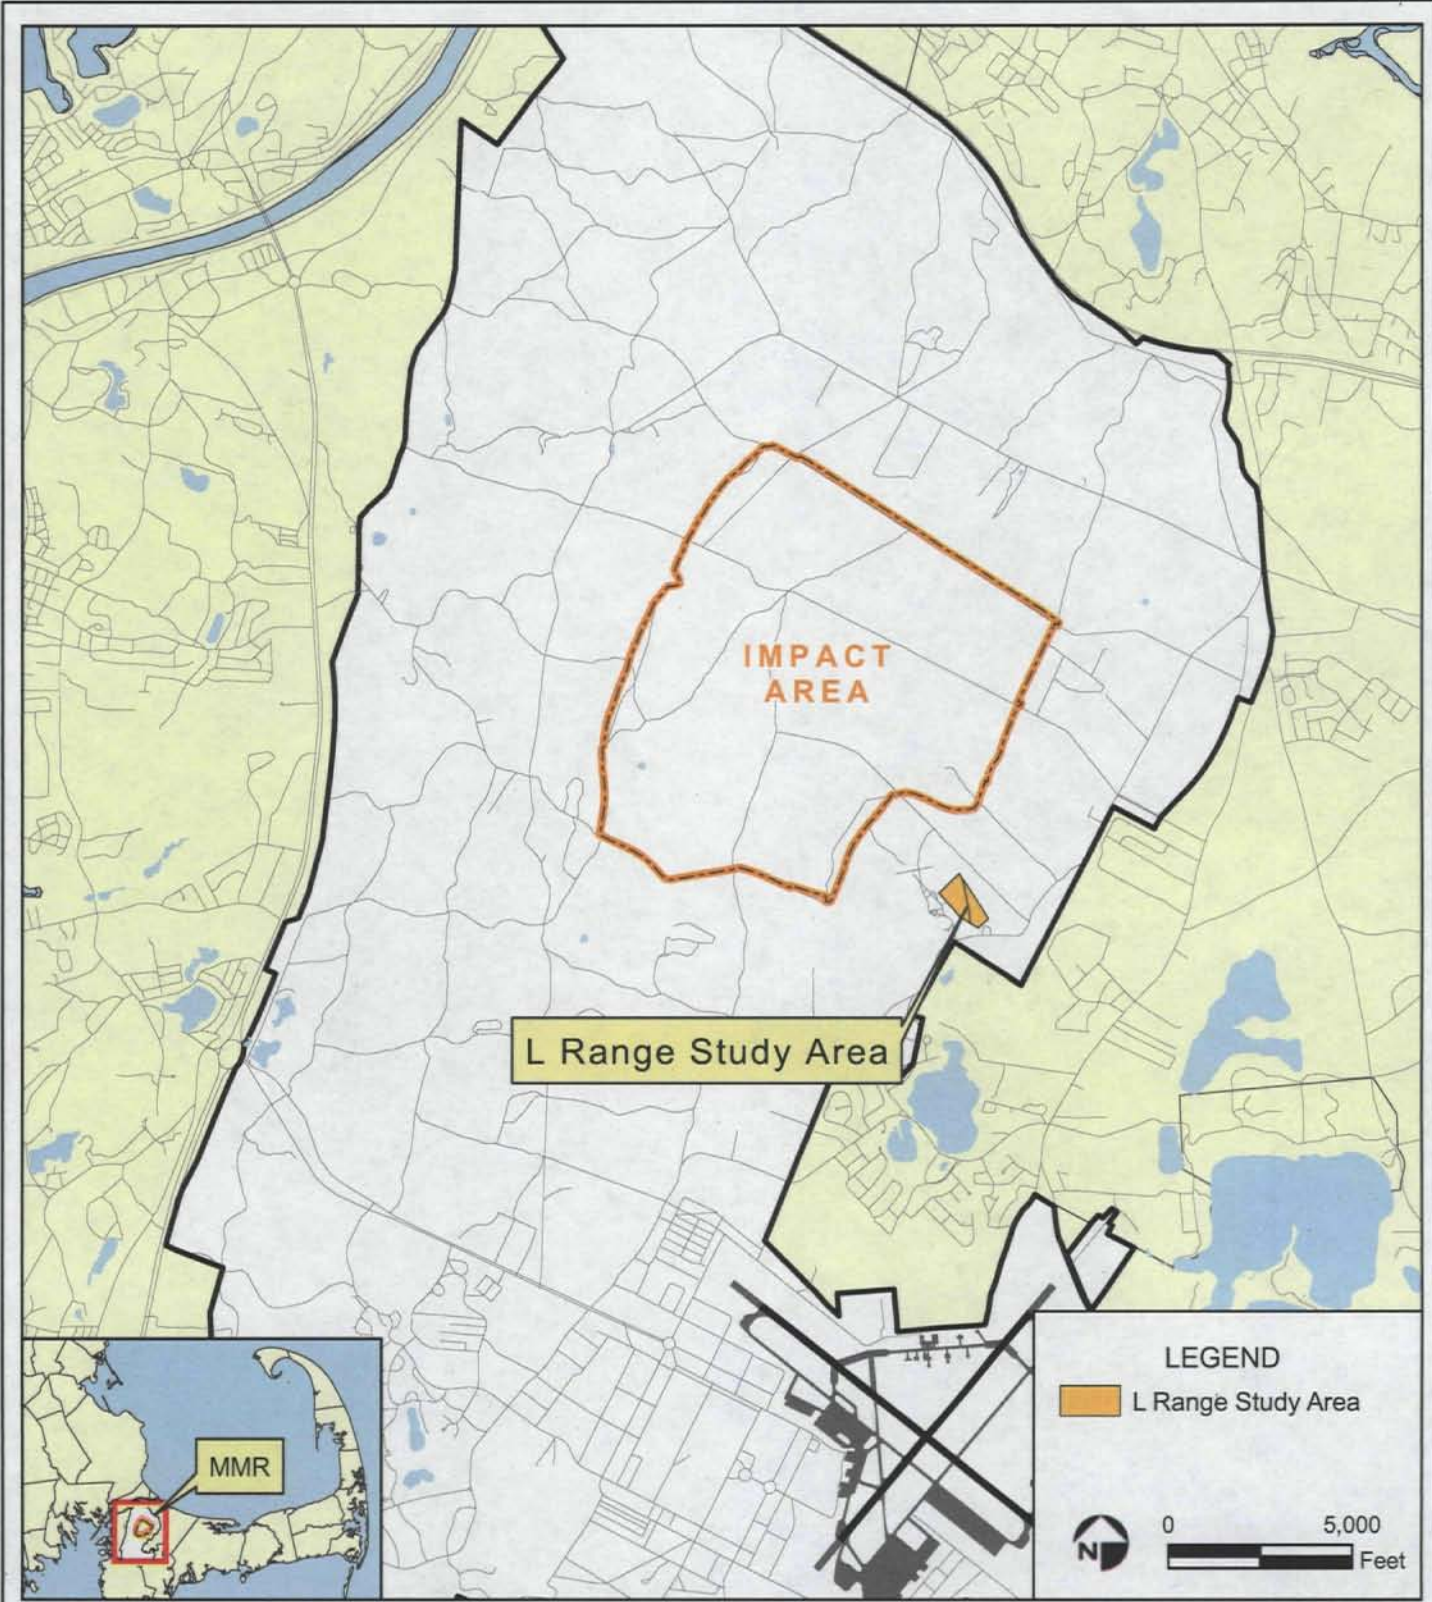 IMPACT
AREA
L Range Study Area
MMR
LEGEND
L Range Study Area
N
0 5,000
Feet